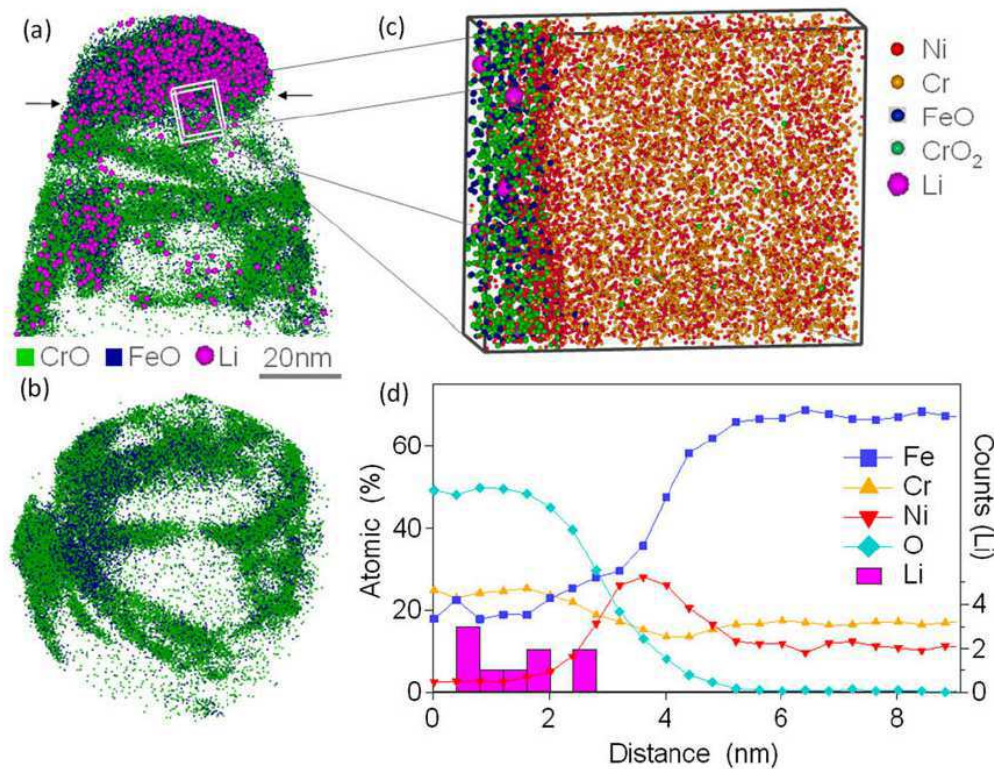 (a)
CrO FeO Li 20nm
(b)
(c)
Ni
Cr
FeO
CrO₂
Li
(d)
Atomic (%)
60
40
20
0
Fe
Cr
Ni
O
Li
Counts (Li)
4
2
0
0 2 4 6 8
Distance (nm)